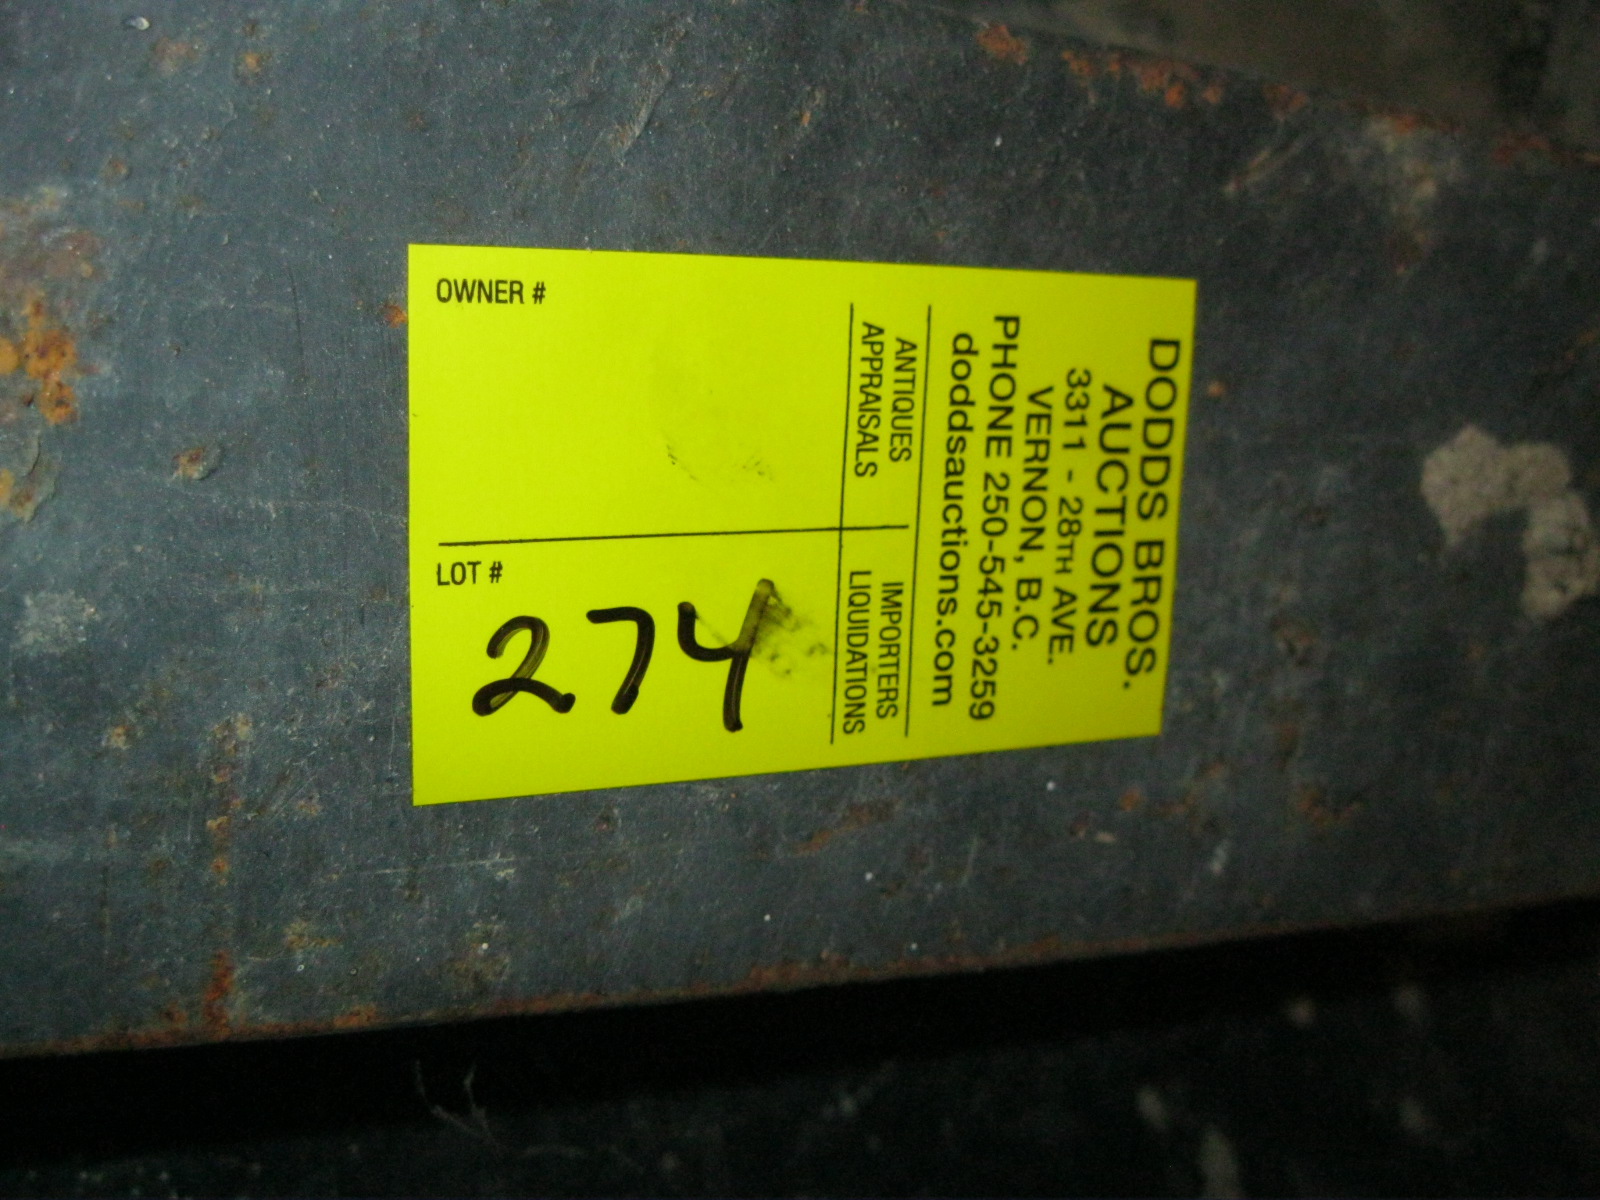 DODDS BROS.
AUCTIONS
3311 - 28TH AVE.
VERNON, B.C.
PHONE 250-545-3259
doddsauctions.com
ANTIQUES
APPRAISALS
IMPORTERS
LIQUIDATIONS
OWNER #
LOT #
274